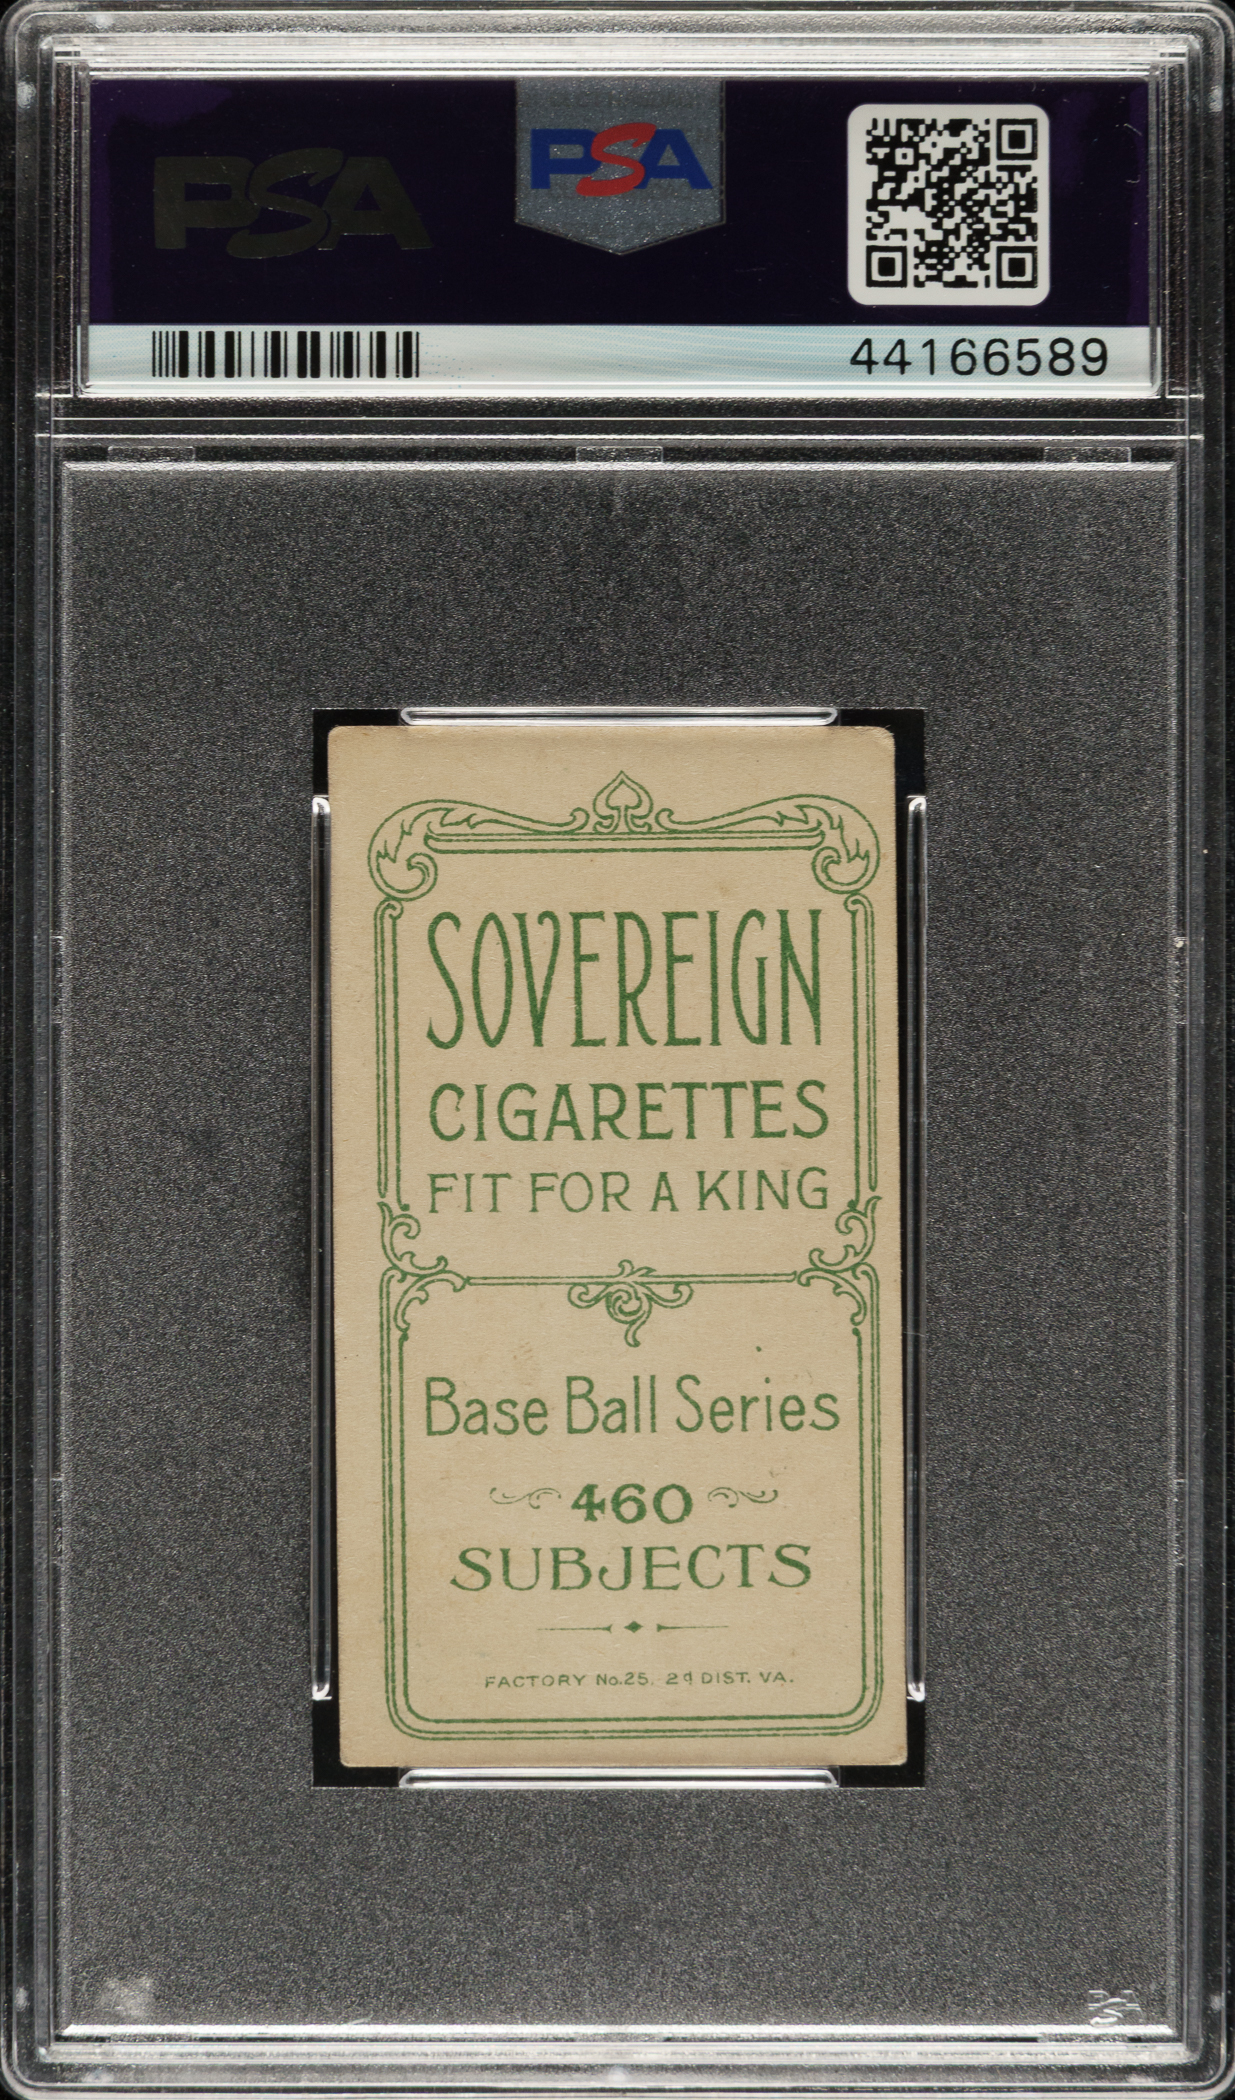 PSA
PSA
44166589
SOVEREIGN
CIGARETTES
FIT FOR A KING
Base Ball Series
460
SUBJECTS
FACTORY No.25, 2d DIST. VA.
PSA